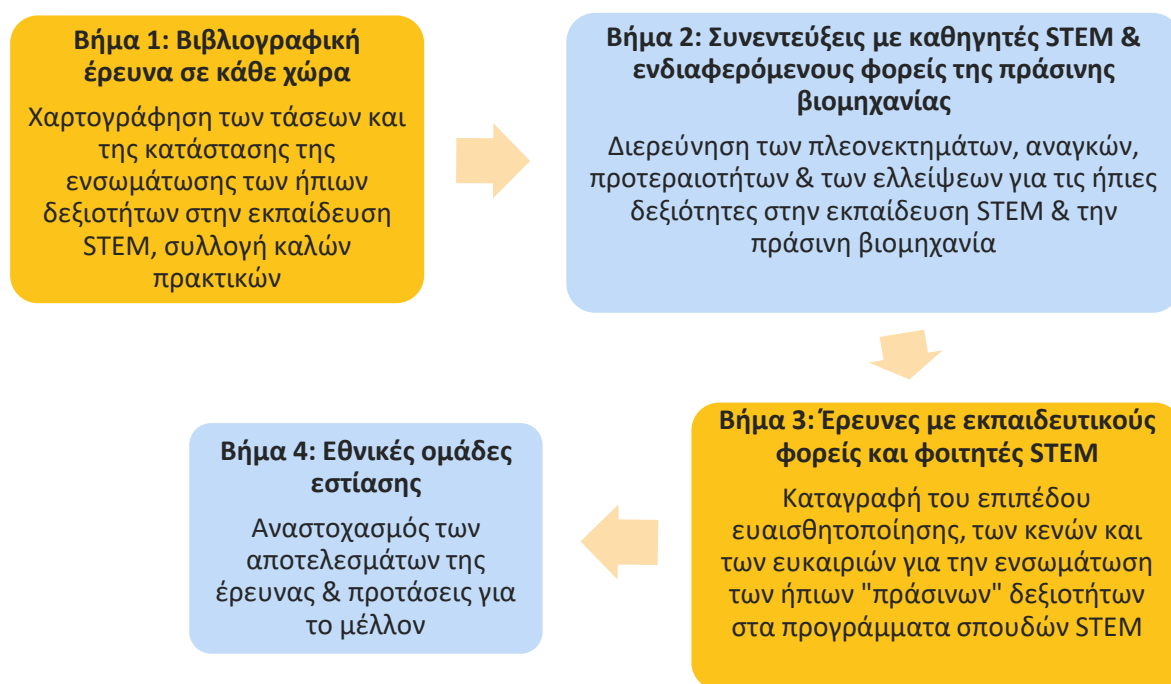 Βήμα 1: Βιβλιογραφική
έρευνα σε κάθε χώρα
Χαρτογράφηση των τάσεων και
της κατάστασης της
ενσωμάτωσης των ήπιων
δεξιοτήτων στην εκπαίδευση
STEM, συλλογή καλών
πρακτικών
Βήμα 2: Συνεντεύξεις με καθηγητές STEM &
ενδιαφερόμενους φορείς της πράσινης
βιομηχανίας
Διερεύνηση των πλεονεκτημάτων, αναγκών,
προτεραιοτήτων & των ελλείψεων για τις ήπιες
δεξιότητες στην εκπαίδευση STEM & την
πράσινη βιομηχανία
Βήμα 3: Έρευνες με εκπαιδευτικούς
φορείς και φοιτητές STEM
Καταγραφή του επιπέδου
ευαισθητοποίησης, των κενών και
των ευκαιριών για την ενσωμάτωση
των ήπιων "πράσινων" δεξιοτήτων
στα προγράμματα σπουδών STEM
Βήμα 4: Εθνικές ομάδες
εστίασης
Αναστοχασμός των
αποτελεσμάτων της
έρευνας & προτάσεις για
το μέλλον